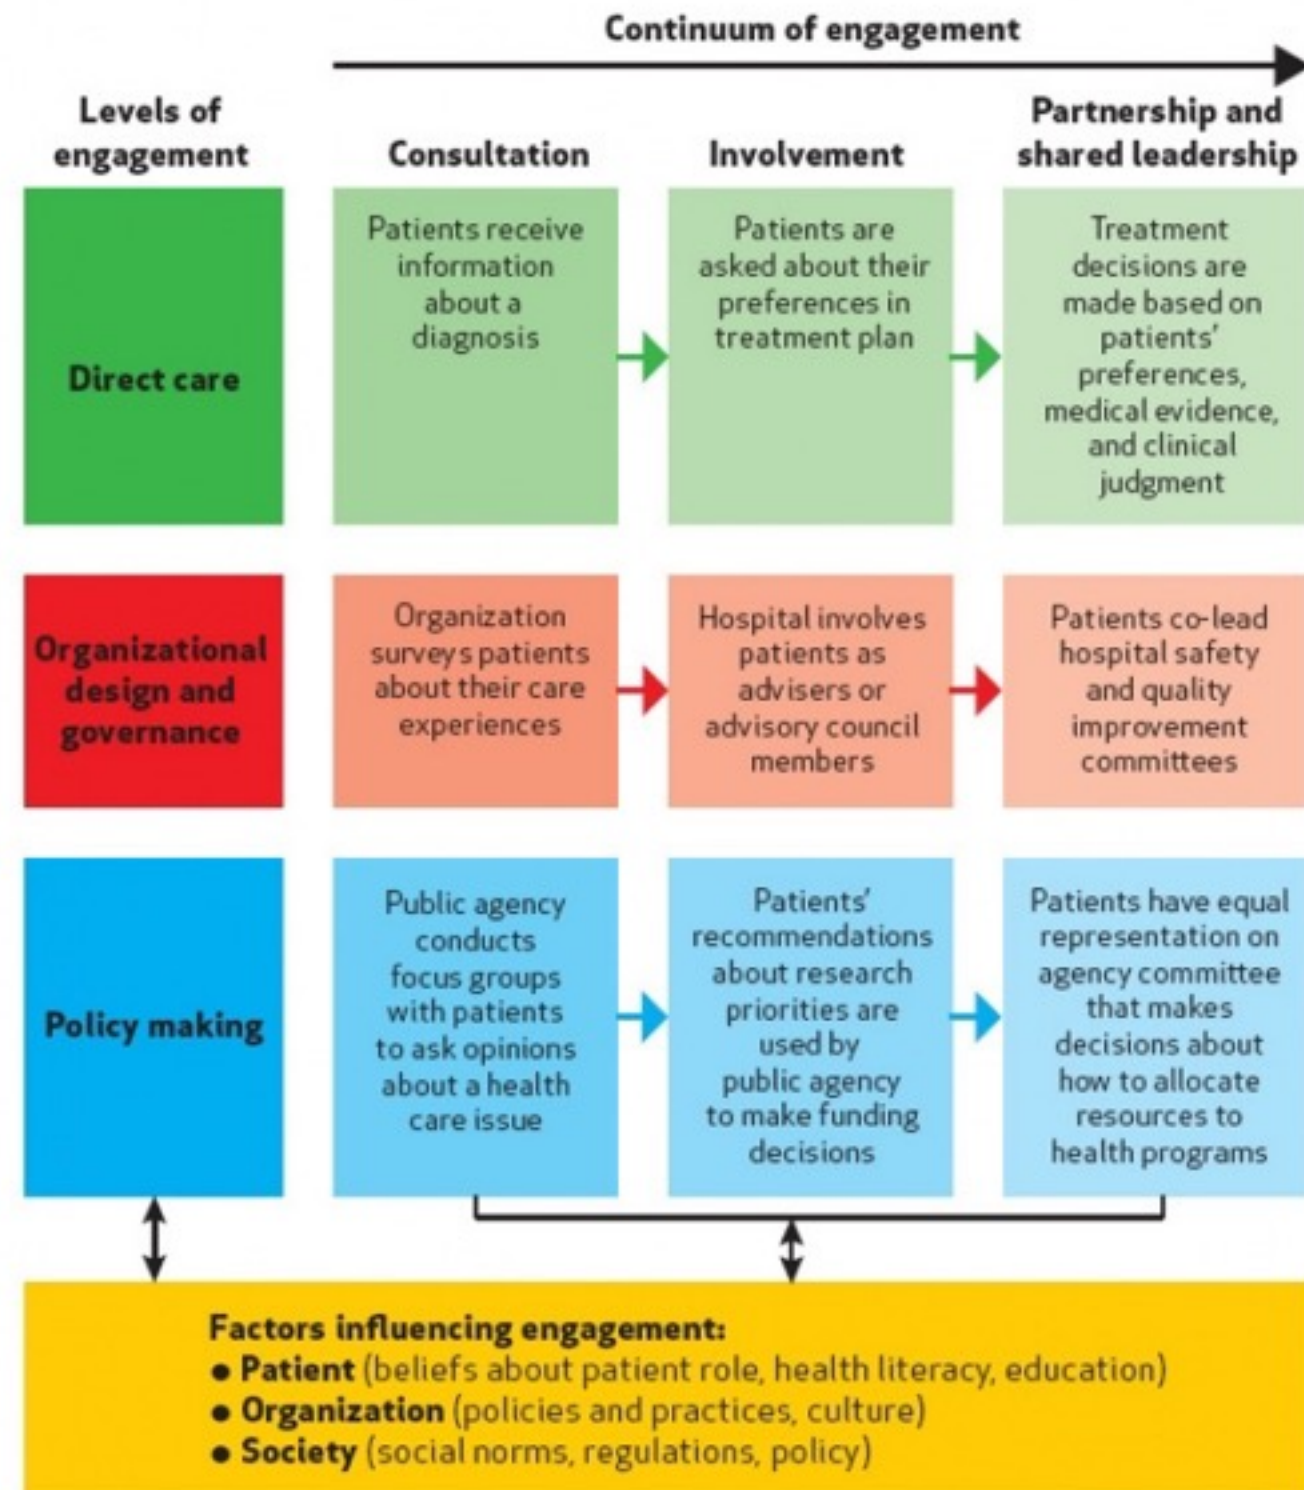 Continuum of engagement
Levels of
engagement
Consultation
Involvement
Partnership and
shared leadership
Direct care
Patients receive
information
about a
diagnosis
Patients are
asked about their
preferences in
treatment plan
Treatment
decisions are
made based on
patients’
preferences,
medical evidence,
and clinical
judgment
Organizational
design and
governance
Organization
surveys patients
about their care
experiences
Hospital involves
patients as
advisers or
advisory council
members
Patients co-lead
hospital safety
and quality
improvement
committees
Policy making
Public agency
conducts
focus groups
with patients
to ask opinions
about a health
care issue
Patients’
recommendations
about research
priorities are
used by
public agency
to make funding
decisions
Patients have equal
representation on
agency committee
that makes
decisions about
how to allocate
resources to
health programs
Factors influencing engagement:
● Patient (beliefs about patient role, health literacy, education)
● Organization (policies and practices, culture)
● Society (social norms, regulations, policy)